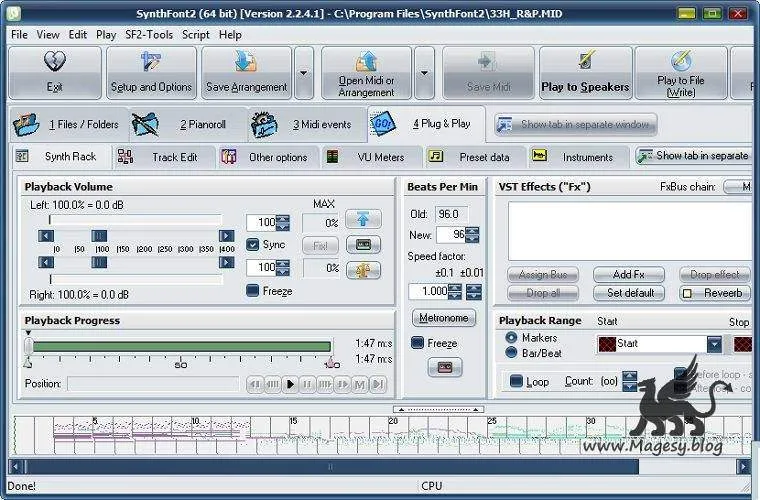 SynthFont2 (64 bit) [Version 2.2.4.1] - C:\Program Files\SynthFont2\33H_R&P.MID
File View Edit Play SF2-Tools Script Help
Exit Setup and Options Save Arrangement Open Midi or Arrangement Save Midi Play to Speakers Play to File (Write)
1 Files / Folders 2 Pianoroll 3 Midi events GO! 4 Plug & Play Show tab in separate window
Synth Rack Track Edit Other options VU Meters Preset data Instruments Show tab in separate
Playback Volume
Left: 100.0% = 0.0 dB MAX
100 0%
|0 |50 |100 |150 |200 |250 |300 |350 |400 Sync Fix!
100 0%
Right: 100.0% = 0.0 dB Freeze
Beats Per Min
Old: 96.0
New: 96
Speed factor:
±0.1 ±0.01
1.000
Metronome
Freeze
VST Effects ("Fx") FxBus chain: M
Assign Bus Add Fx Drop effect
Drop all Set default Reveerb
Playback Progress
1:47 m:s
50 100 1:47 m:s
Position: M
Playback Range Start Stop
Markers Start
Bar/Beat
Loop Count: (oo)
5 10 15 20 25 30
www.Magesy.blog
Done! CPU